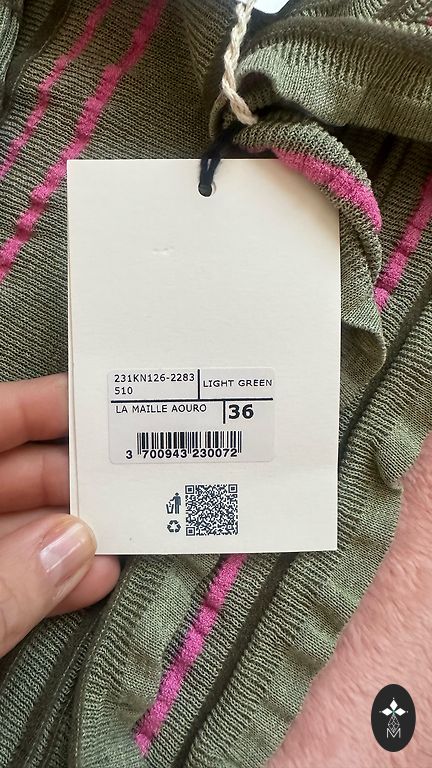 231KN126-2283
510
LIGHT GREEN
LA MAILLE AOURO
36
3 700943 230072